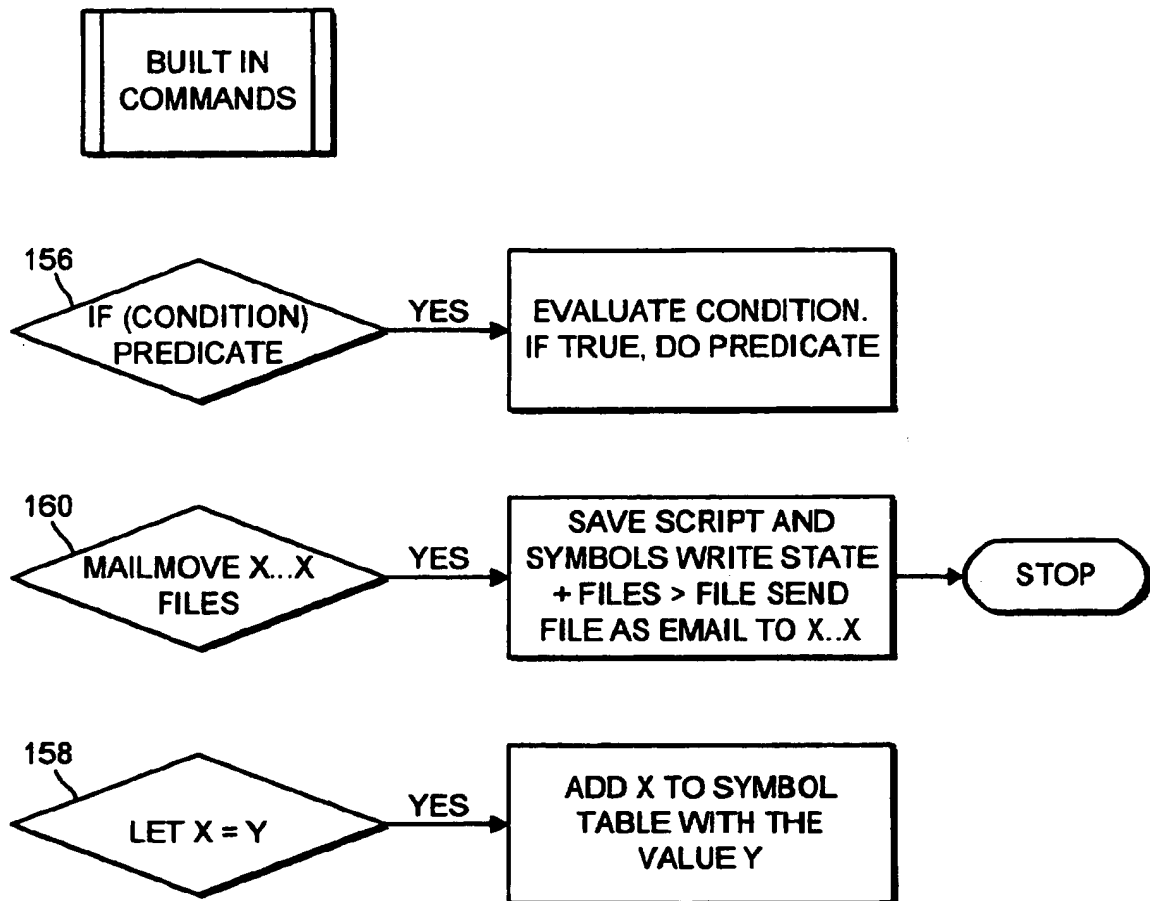 BUILT IN
COMMANDS
156
IF (CONDITION)
PREDICATE
YES
EVALUATE CONDITION.
IF TRUE, DO PREDICATE
160
MAILMOVE X...X
FILES
YES
SAVE SCRIPT AND
SYMBOLS WRITE STATE
+ FILES > FILE SEND
FILE AS EMAIL TO X..X
STOP
158
LET X = Y
YES
ADD X TO SYMBOL
TABLE WITH THE
VALUE Y